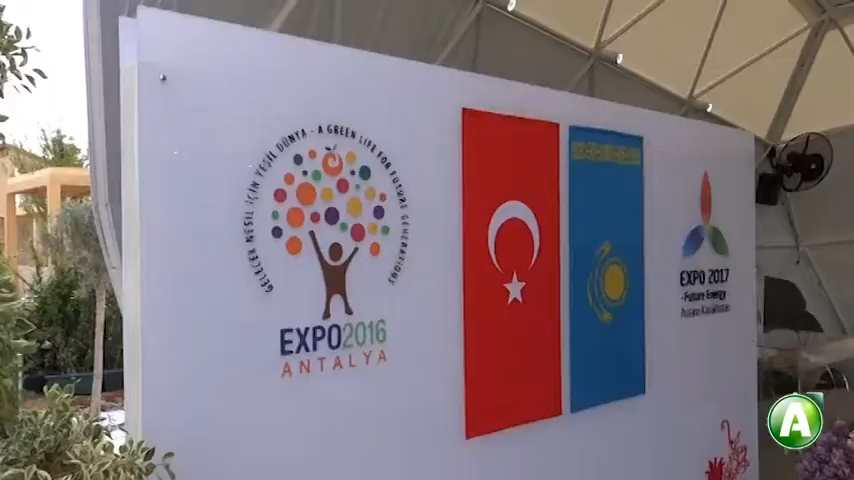 GELECEK NESİL İÇİN YEŞİL DÜNYA - A GREEN LIFE FOR FUTURE GENERATIONS
EXPO2016
ANTALYA
EXPO 2017
Future Energy
Astana Kazakhstan
A